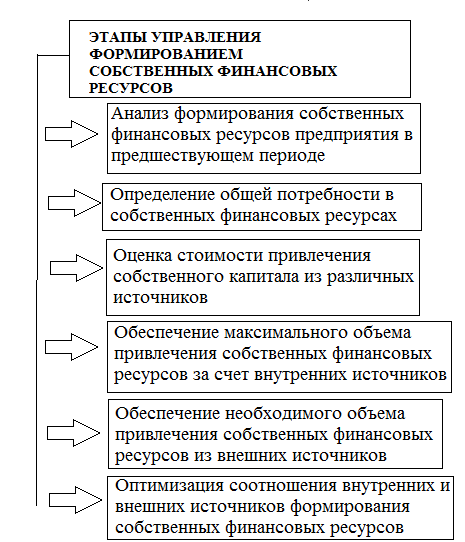 ЭТАПЫ УПРАВЛЕНИЯ
ФОРМИРОВАНИЕМ
СОБСТВЕННЫХ ФИНАНСОВЫХ
РЕСУРСОВ
Анализ формирования собственных
финансовых ресурсов предприятия в
предшествующем периоде
Определение общей потребности в
собственных финансовых ресурсах
Оценка стоимости привлечения
собственного капитала из различных
источников
Обеспечение максимального объема
привлечения собственных финансовых
ресурсов за счет внутренних источников
Обеспечение необходимого объема
привлечения собственных финансовых
ресурсов из внешних источников
Оптимизация соотношения внутренних и
внешних источников формирования
собственных финансовых ресурсов